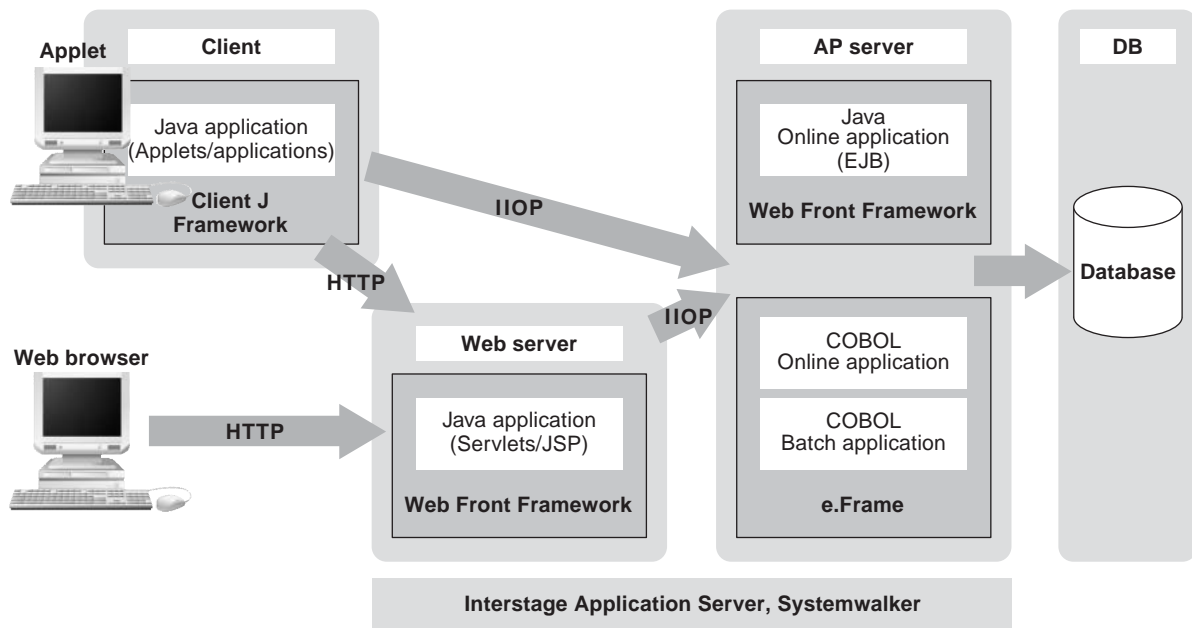 Applet
Client
Java application
(Applets/applications)
Client J
Framework
IIOP
HTTP
AP server
Java
Online application
(EJB)
Web Front Framework
DB
Database
IIOP
Web server
Java application
(Servlets/JSP)
Web Front Framework
Web browser
HTTP
COBOL
Online application
COBOL
Batch application
e.Frame
Interstage Application Server, Systemwalker